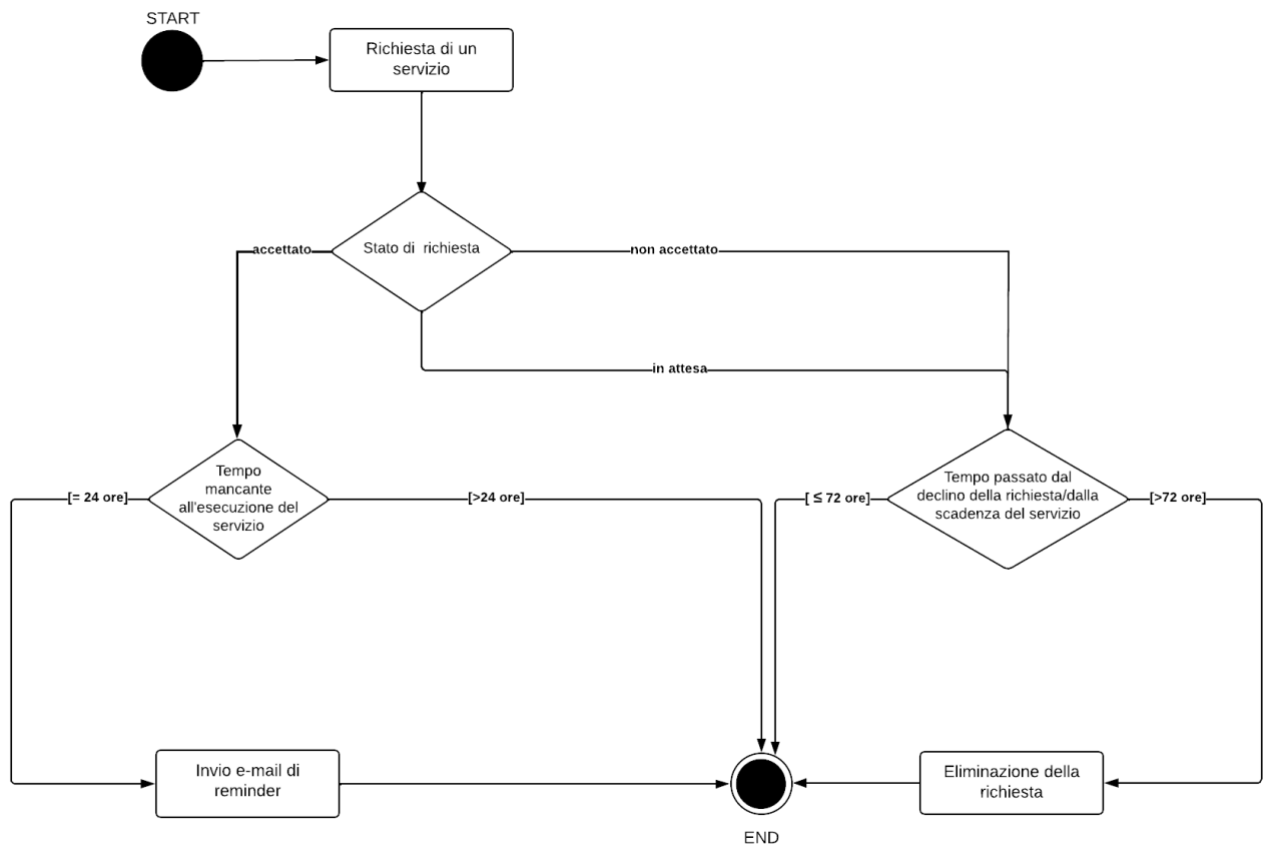 START
Richiesta di un
servizio
accettato
Stato di richiesta
non accettato
in attesa
[= 24 ore]
Tempo
mancante
all'esecuzione del
servizio
[>24 ore]
[ ≤ 72 ore]
Tempo passato dal
declino della richiesta/dalla
scadenza del servizio
[>72 ore]
Invio e-mail di
reminder
Eliminazione della
richiesta
END